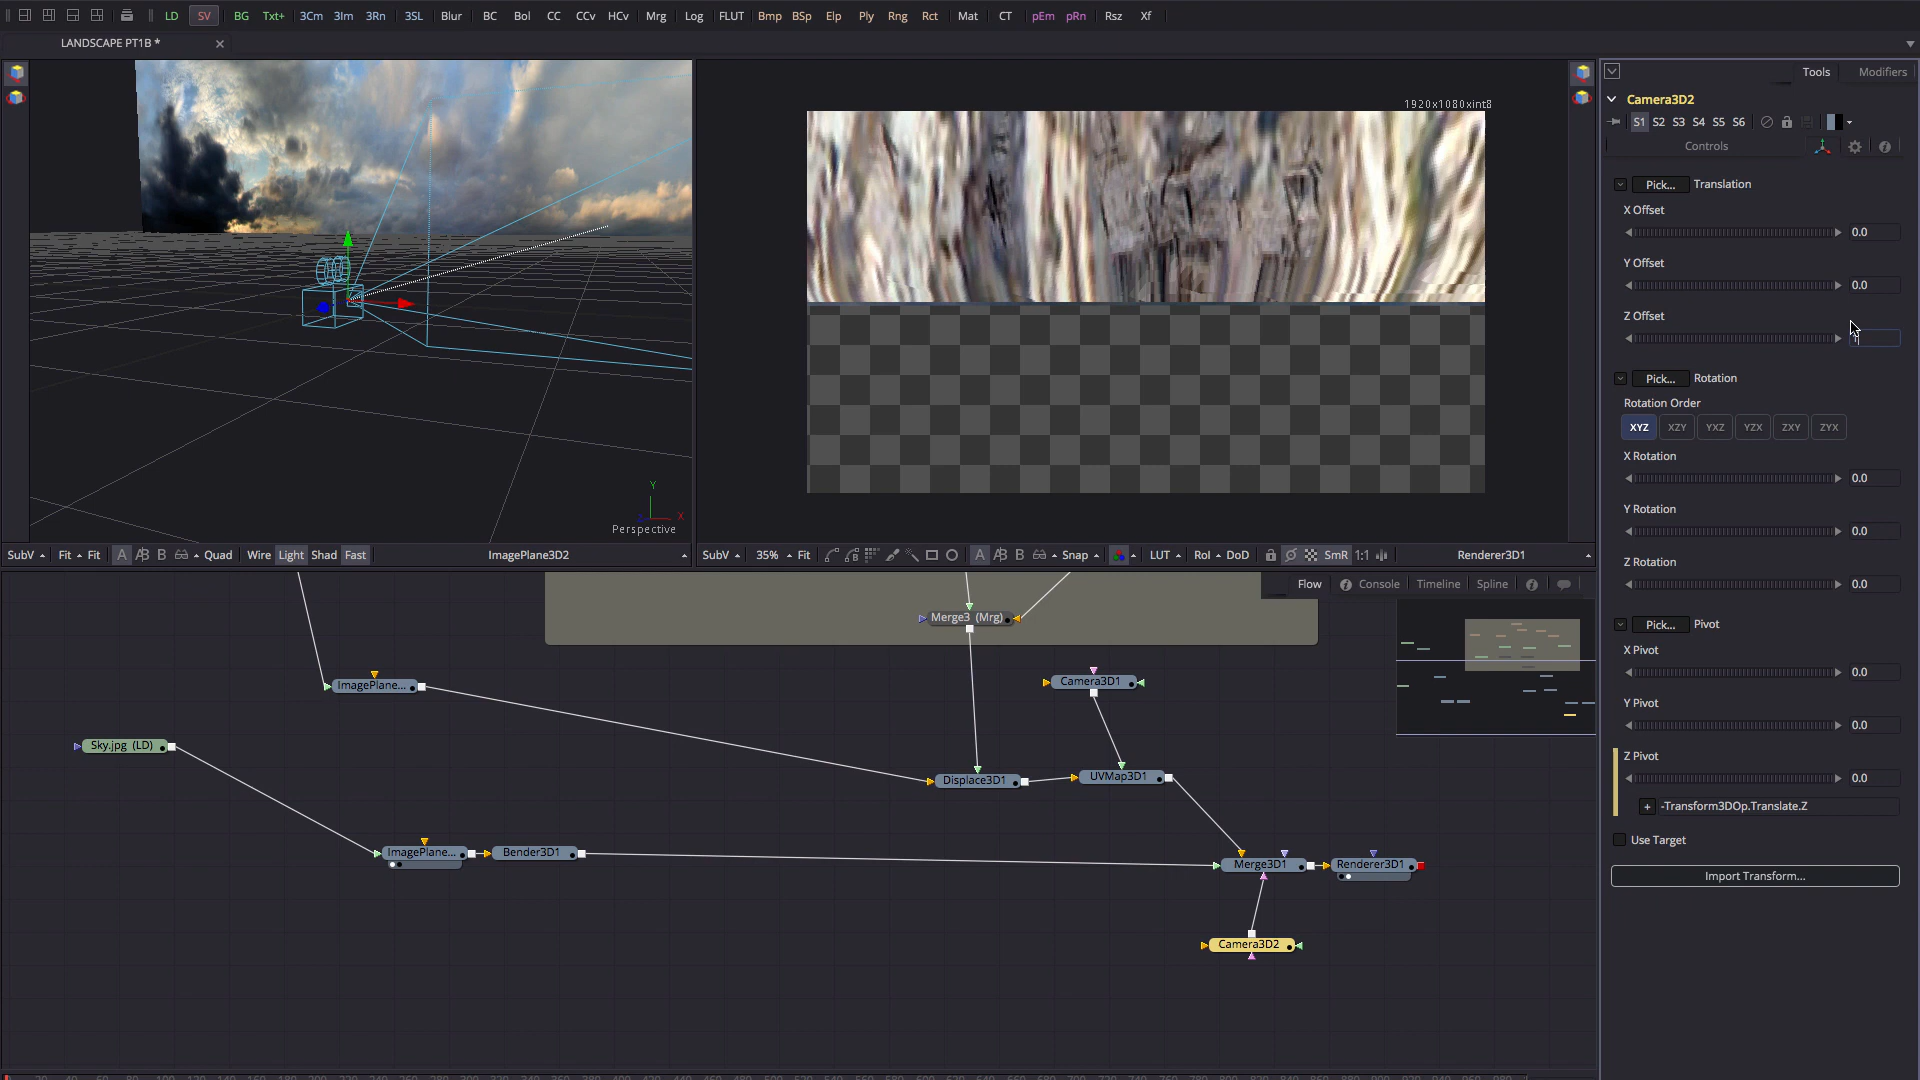 LD SV BG Txt+ 3Cm 3Im 3Rn 3SL Blur BC Bol CC CCv HCv Mrg Log FLUT Bmp BSp Elp Ply Rng Rct Mat CT pEm pRn Rsz Xf
LANDSCAPE PT1B *
Tools Modifiers
Camera3D2
S1 S2 S3 S4 S5 S6
Controls
Pick... Translation
X Offset
0.0
Y Offset
0.0
Z Offset
Pick... Rotation
Rotation Order
XYZ XZY YXZ YZX ZXY ZYX
X Rotation
0.0
Y Rotation
0.0
Z Rotation
0.0
Pick... Pivot
X Pivot
0.0
Y Pivot
0.0
Z Pivot
0.0
+ -Transform3DOp.Translate.Z
Use Target
Import Transform...
1920x1080xint8
Y
X
Perspective
SubV Fit Fit A A|B B Quad Wire Light Shad Fast ImagePlane3D2
SubV 35% Fit A A|B B Snap LUT RoI DoD SmR 1:1 Renderer3D1
Flow Console Timeline Spline
Merge3 (Mrg)
ImagePlane...
Camera3D1
Sky.jpg (LD)
Displace3D1
UVMap3D1
ImagePlane...
Bender3D1
Merge3D1
Renderer3D1
Camera3D2